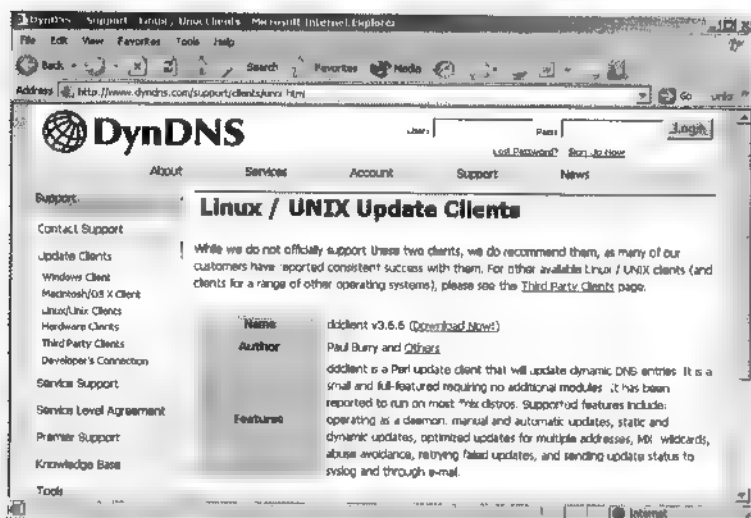 DynDNS Support Linux, Unix Clients Microsoft Internet Explorer
File Edit View Favorites Tools Help
Back Search Favorites Media
Address http://www.dyndns.com/support/clients/unix.html Go
DynDNS
User: Pass: Login
Lost Password? Sign Up Now
About Services Account Support News
Support
Contact Support
Update Clients
Windows Client
Macintosh/OS X Client
Linux/Unix Clients
Hardware Clients
Third Party Clients
Developer's Connection
Service Support
Service Level Agreement
Premier Support
Knowledge Base
Tools
Linux / UNIX Update Clients
While we do not officially support these two clients, we do recommend them, as many of our
customers have reported consistent success with them. For other available Linux / UNIX clients (and
clients for a range of other operating systems), please see the Third Party Clients page.
Name ddclient v3.6.6 (Download Now!)
Author Paul Burry and Others
Features
ddclient is a Perl update client that will update dynamic DNS entries. It is a
small and full-featured requiring no additional modules. It has been
reported to run on most *nix distros. Supported features include:
operating as a daemon, manual and automatic updates, static and
dynamic updates, optimized updates for multiple addresses, MX, wildcards,
abuse avoidance, retrying failed updates, and sending update status to
syslog and through e-mail.
Internet